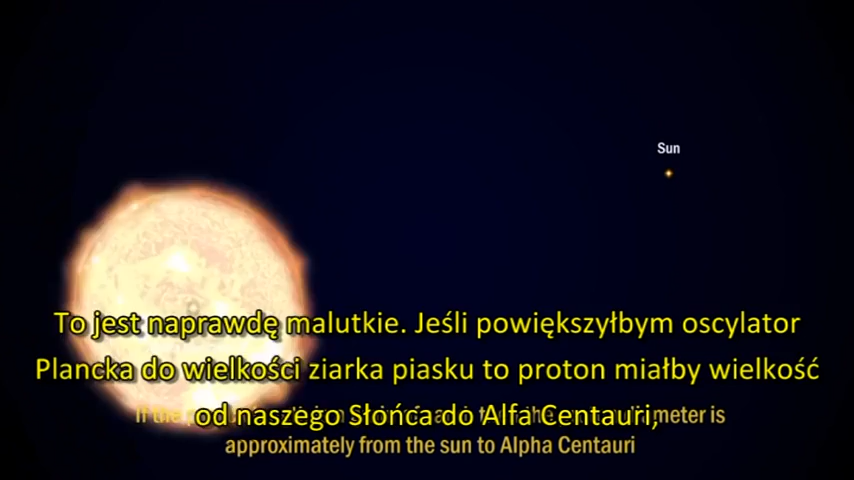 Sun
To jest naprawdę malutkie. Jeśli powiększyłbym oscylator
Plancka do wielkości ziarka piasku to proton miałby wielkość
od naszego Słońca do Alfa Centauri,
is
approximately from the sun to Alpha Centauri